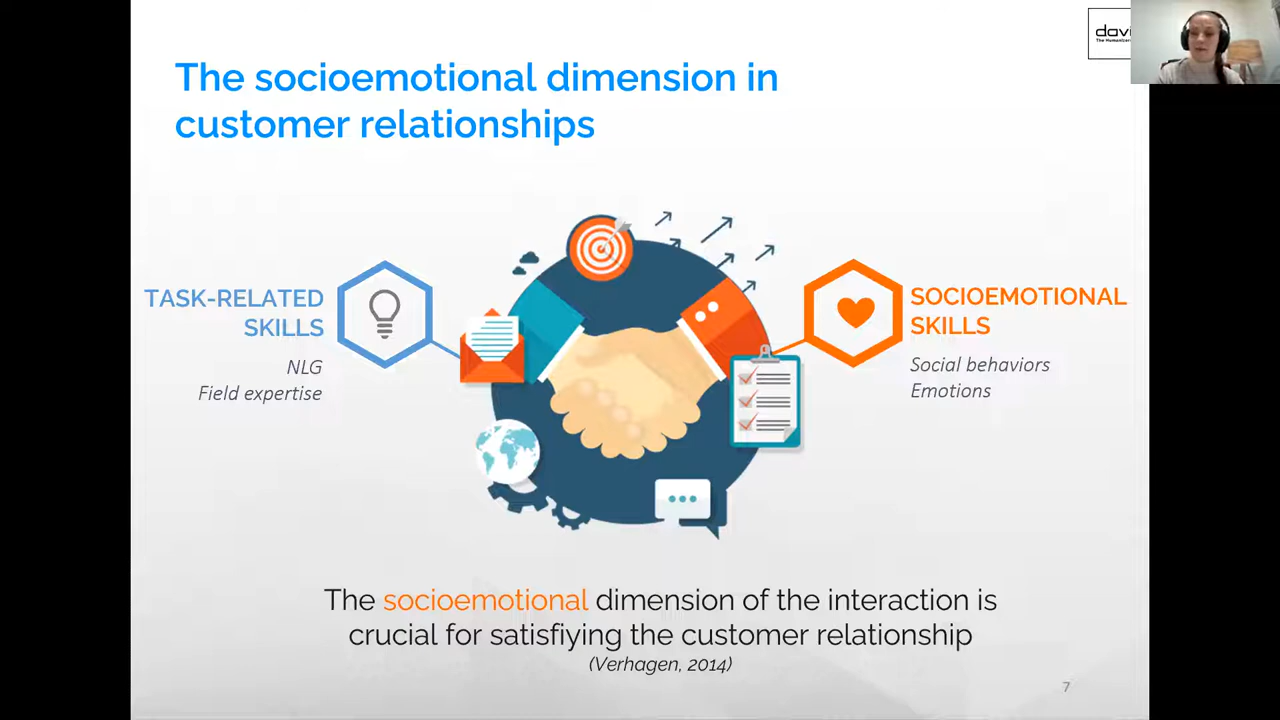 The socioemotional dimension in
customer relationships
TASK-RELATED
SKILLS
NLG
Field expertise
SOCIOEMOTIONAL
SKILLS
Social behaviors
Emotions
The socioemotional dimension of the interaction is
crucial for satisfiying the customer relationship
(Verhagen, 2014)
7